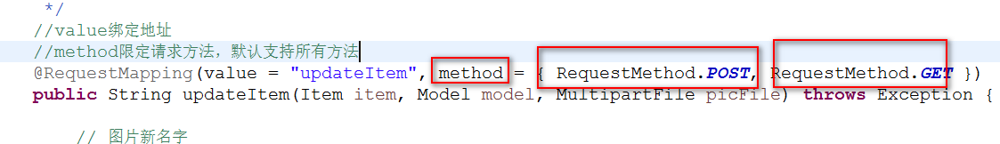 */
//value绑定地址
//method限定请求方法，默认支持所有方法
@RequestMapping(value = "updateItem", method = { RequestMethod.POST, RequestMethod.GET })
public String updateItem(Item item, Model model, MultipartFile picFile) throws Exception {
// 图片新名字